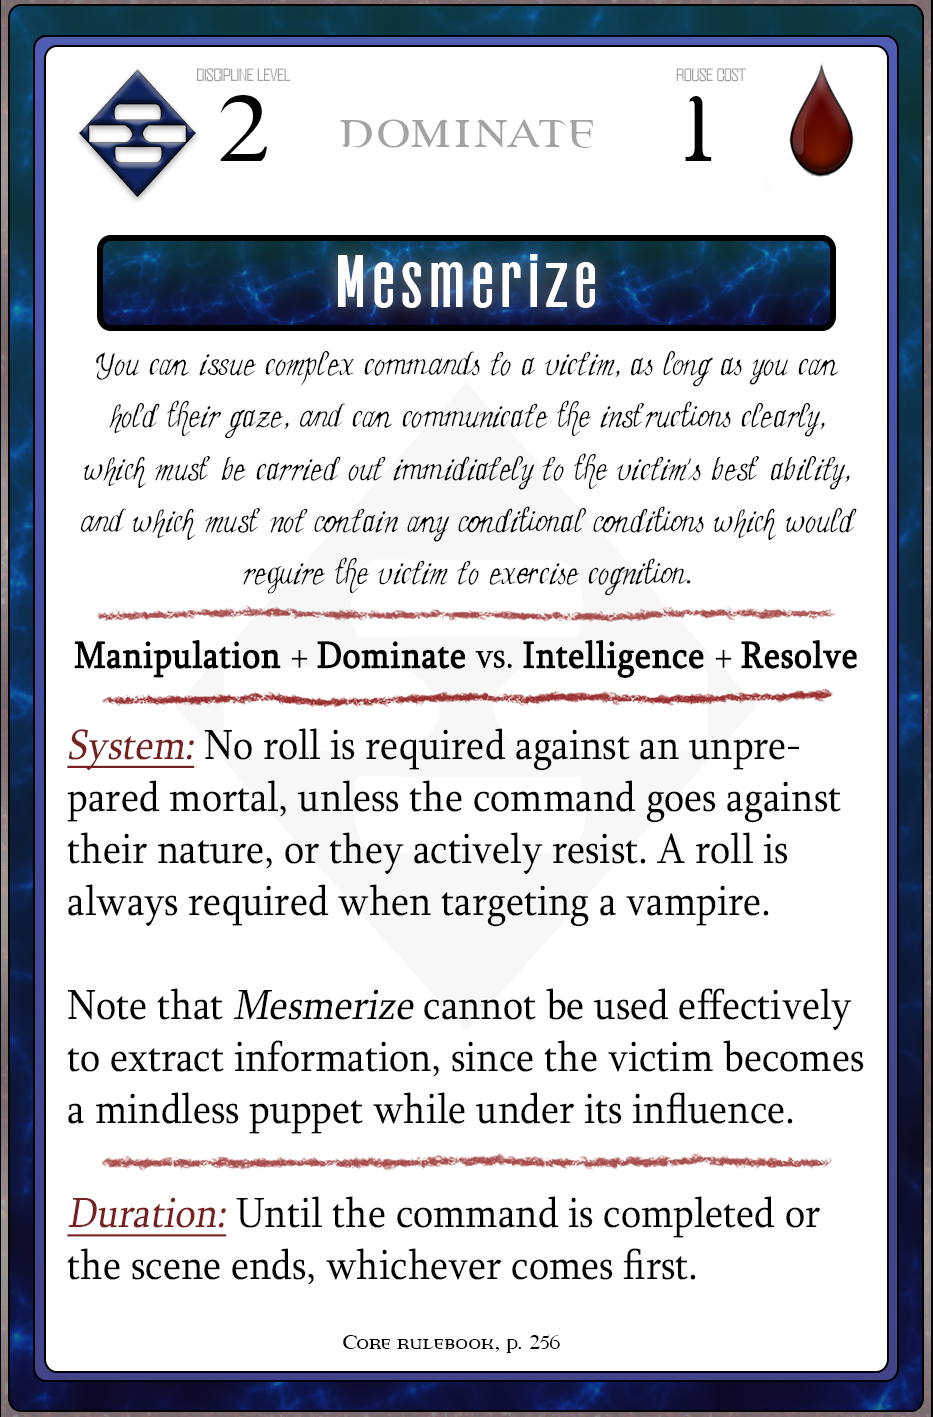 DISCIPLINE LEVEL
2
DOMINATE
ROUSE COST
1
Mesmerize
You can issue complex commands to a victim, as long as you can
hold their gaze, and can communicate the instructions clearly,
which must be carried out immidiately to the victim's best ability,
and which must not contain any conditional conditions which would
require the victim to exercise cognition.
Manipulation + Dominate vs. Intelligence + Resolve
System: No roll is required against an unpre-
pared mortal, unless the command goes against
their nature, or they actively resist. A roll is
always required when targeting a vampire.
Note that Mesmerize cannot be used effectively
to extract information, since the victim becomes
a mindless puppet while under its influence.
Duration: Until the command is completed or
the scene ends, whichever comes first.
Core rulebook, p. 256